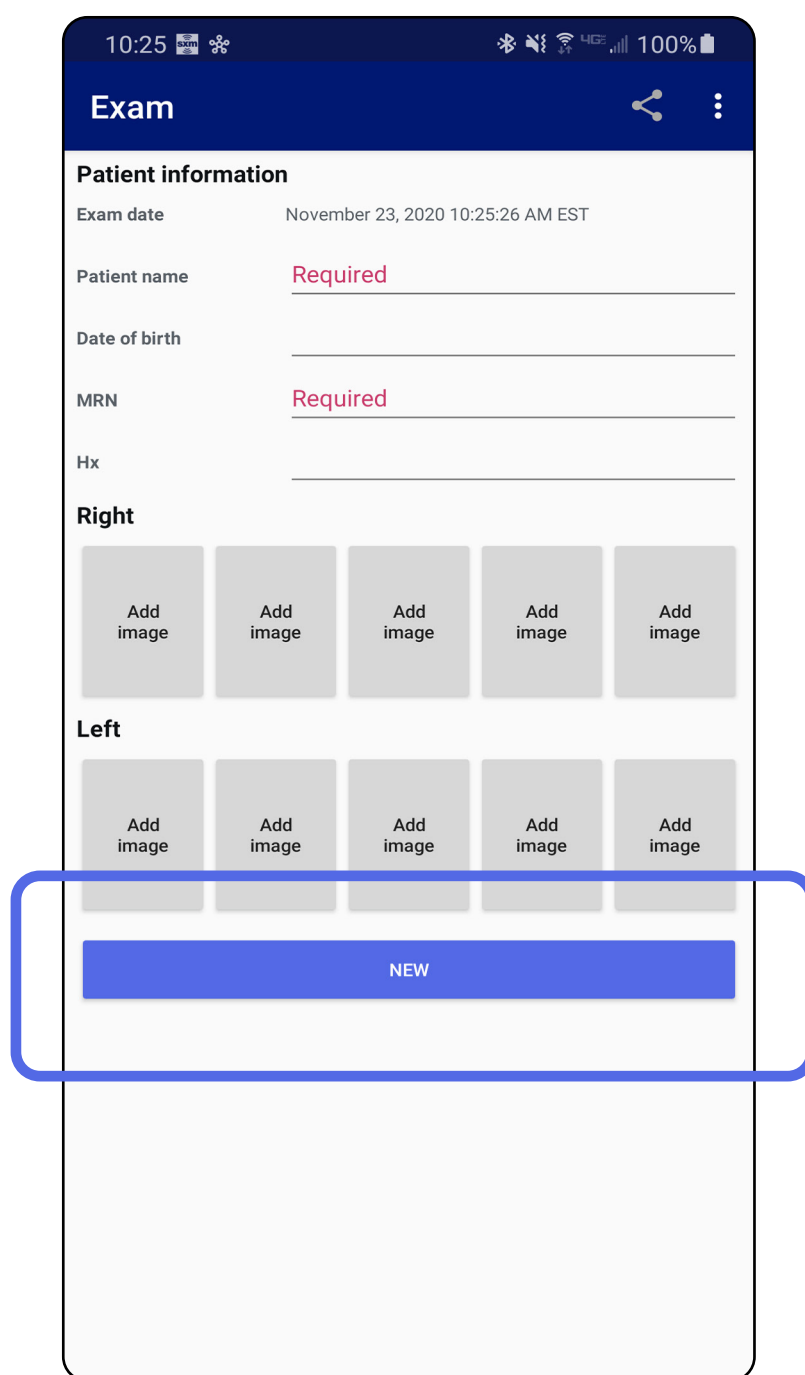 10:25 sxm 4GE 100%
Exam
Patient information
Exam date November 23, 2020 10:25:26 AM EST
Patient name Required
Date of birth
MRN Required
Hx
Right
Add image Add image Add image Add image Add image
Left
Add image Add image Add image Add image Add image
NEW